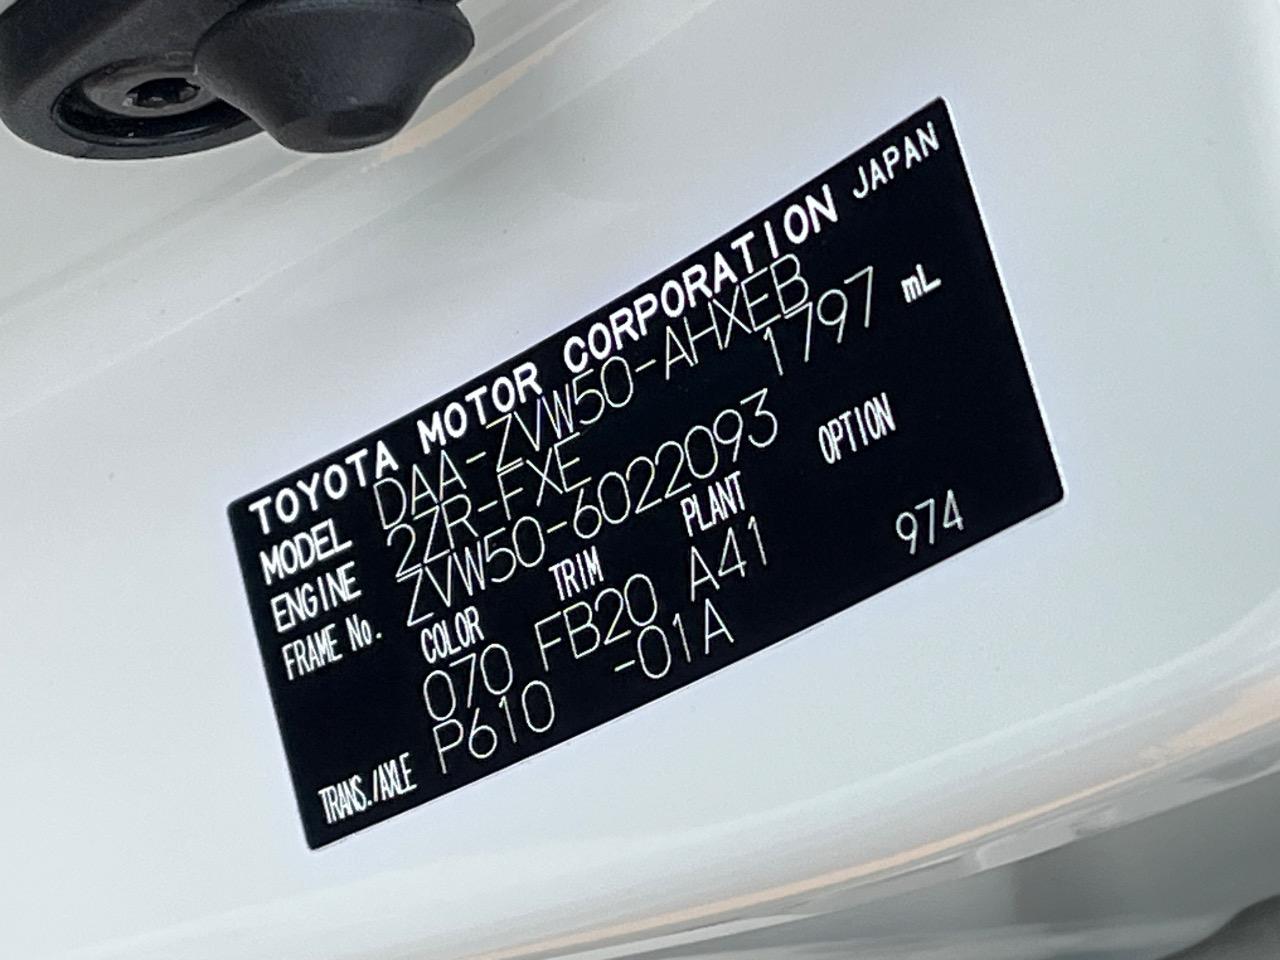 TOYOTA MOTOR CORPORATION JAPAN
MODEL DAA-ZVW50-AHXEB
ENGINE 2ZR-FXE 1797 mL
FRAME No. ZVW50-6022093
COLOR TRIM PLANT OPTION
070 FB20 A41 974
TRANS./AXLE P610 -01A